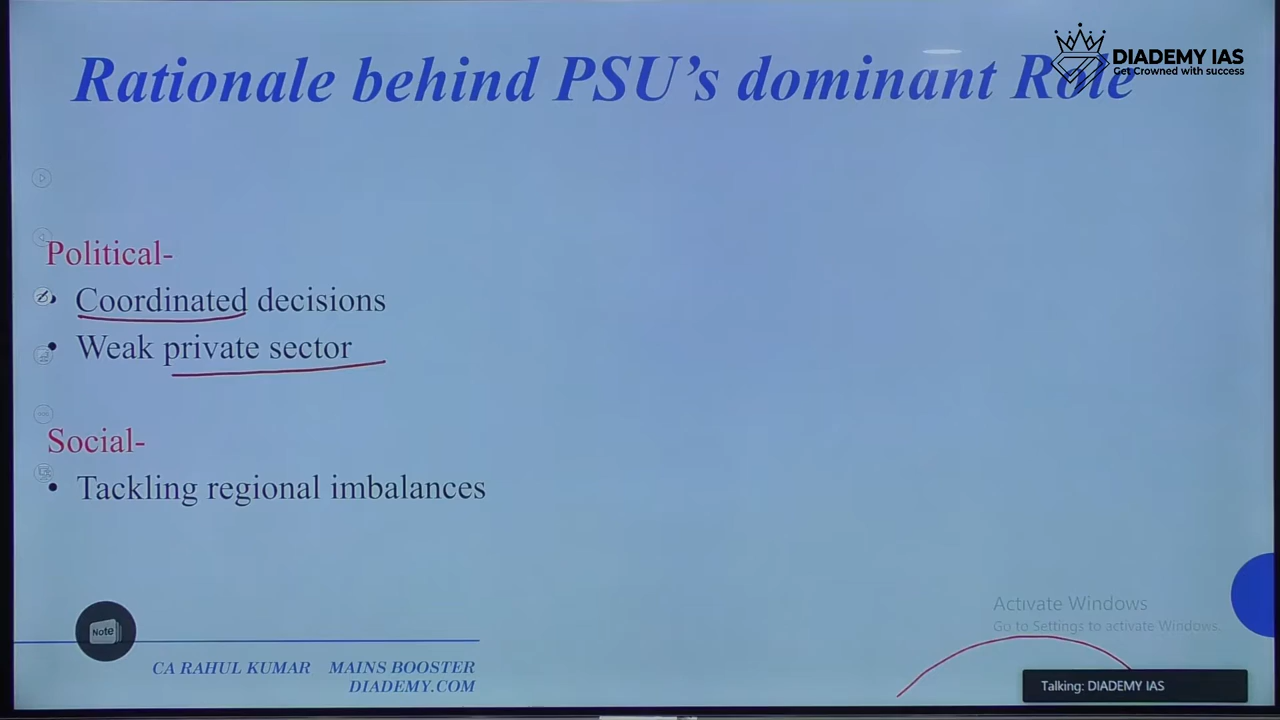 Rationale behind PSU's dominant Role
DIADEMY IAS
Get Crowned with success
Political-
• Coordinated decisions
• Weak private sector
Social-
• Tackling regional imbalances
Note
CA RAHUL KUMAR MAINS BOOSTER
DIADEMY.COM
Activate Windows
Go to Settings to activate Windows.
Talking: DIADEMY IAS